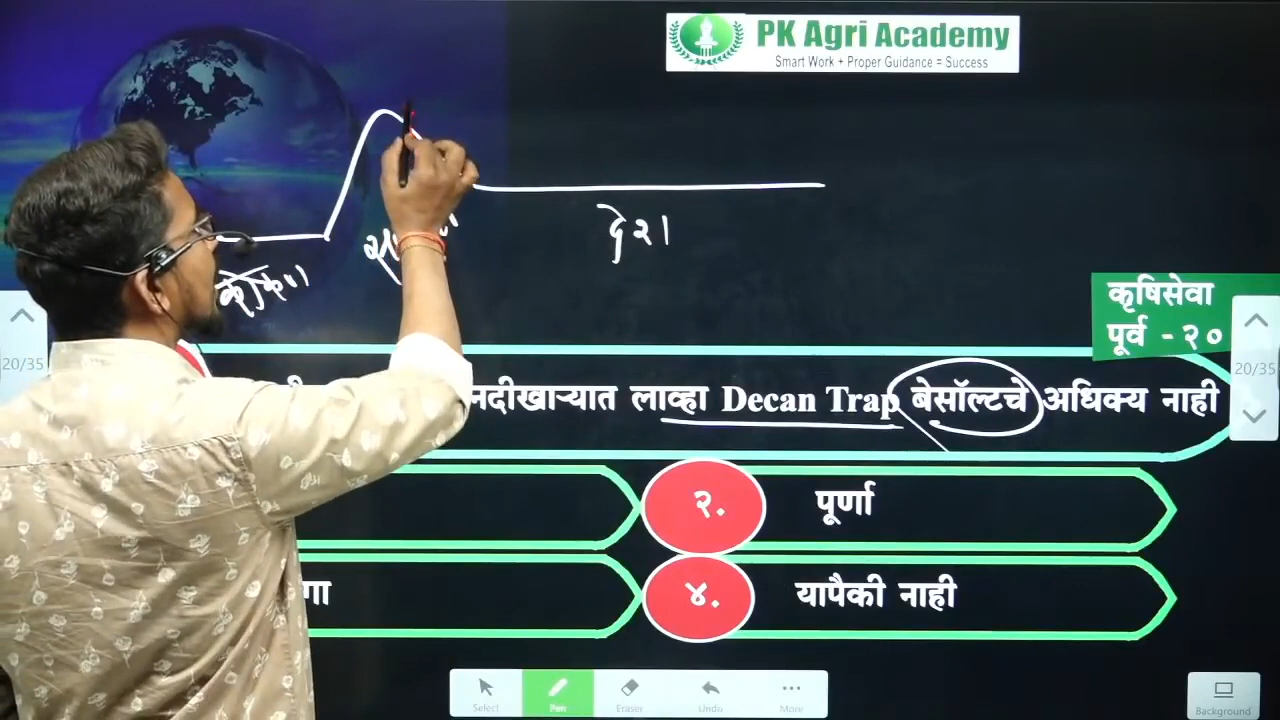 PK Agri Academy
Smart Work + Proper Guidance = Success
देश
कोकण
कृषिसेवा
पूर्व - २०
20/35
20/35
नदीखाऱ्यात लाव्हा Decan Trap बेसॉल्टचे अधिक्य नाही
२. पूर्णा
गा
४. यापैकी नाही
Select
Pen
Eraser
Undo
More
Background